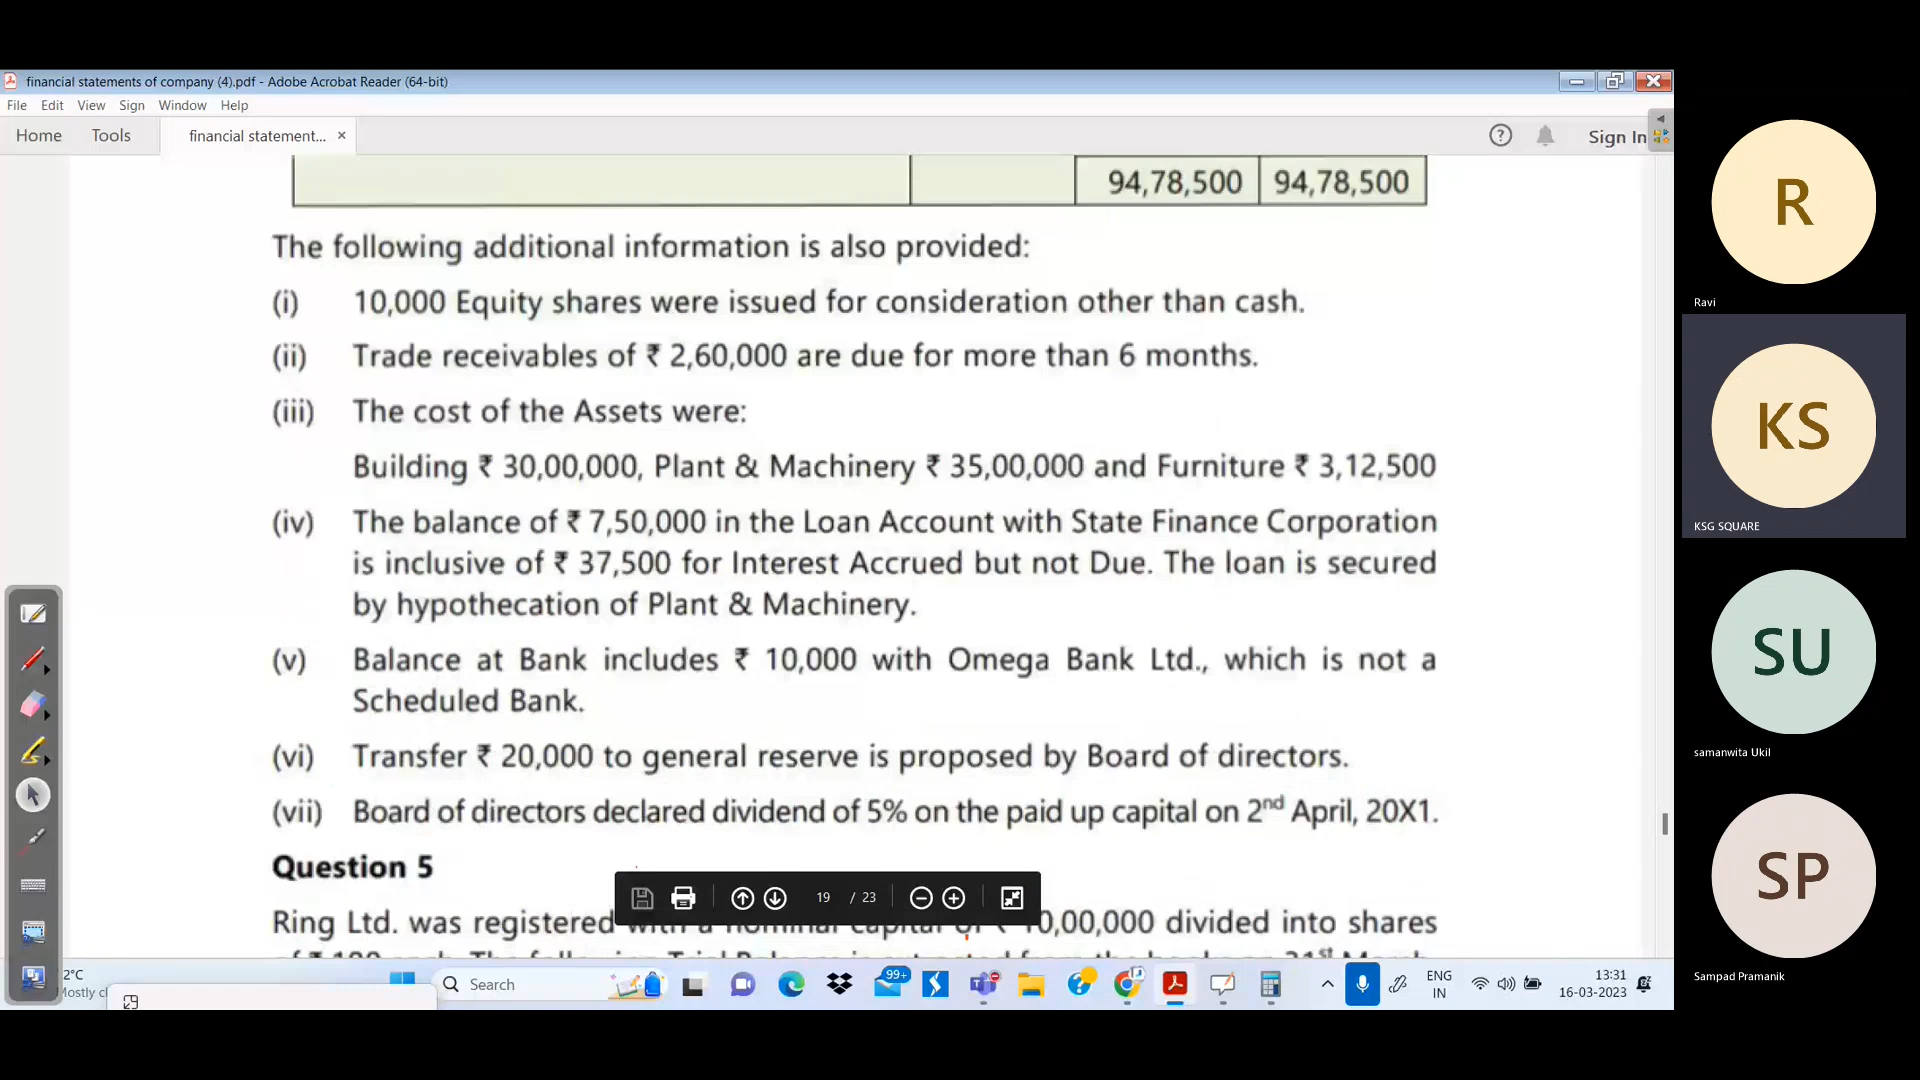 financial statements of company (4).pdf - Adobe Acrobat Reader (64-bit)
File Edit View Sign Window Help
Home Tools financial statement... × Sign In
94,78,500 94,78,500
The following additional information is also provided:
(i) 10,000 Equity shares were issued for consideration other than cash.
(ii) Trade receivables of ₹ 2,60,000 are due for more than 6 months.
(iii) The cost of the Assets were:
Building ₹ 30,00,000, Plant & Machinery ₹ 35,00,000 and Furniture ₹ 3,12,500
(iv) The balance of ₹ 7,50,000 in the Loan Account with State Finance Corporation
is inclusive of ₹ 37,500 for Interest Accrued but not Due. The loan is secured
by hypothecation of Plant & Machinery.
(v) Balance at Bank includes ₹ 10,000 with Omega Bank Ltd., which is not a
Scheduled Bank.
(vi) Transfer ₹ 20,000 to general reserve is proposed by Board of directors.
(vii) Board of directors declared dividend of 5% on the paid up capital on 2nd April, 20X1.
Question 5
19 / 23
Ring Ltd. was registered with a nominal capital of ₹ 10,00,000 divided into shares
2°C
Search
99+
ENG
IN
13:31
16-03-2023
R
Ravi
KS
KSG SQUARE
SU
samanwita Ukil
SP
Sampad Pramanik